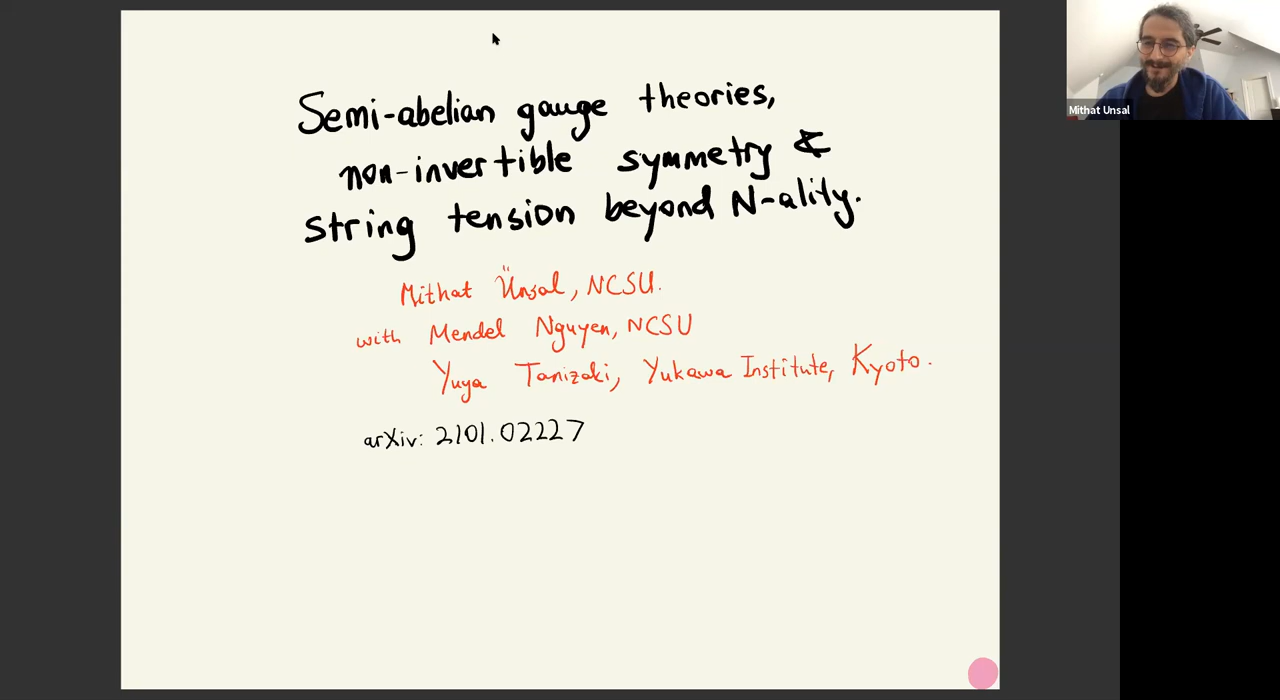 Semi-abelian gauge theories,
non-invertible symmetry &
string tension beyond N-ality.
Mithat Ünsal, NCSU.
with Mendel Nguyen, NCSU
Yuya Tanizaki, Yukawa Institute, Kyoto.
arXiv: 2101.02227
Mithat Unsal